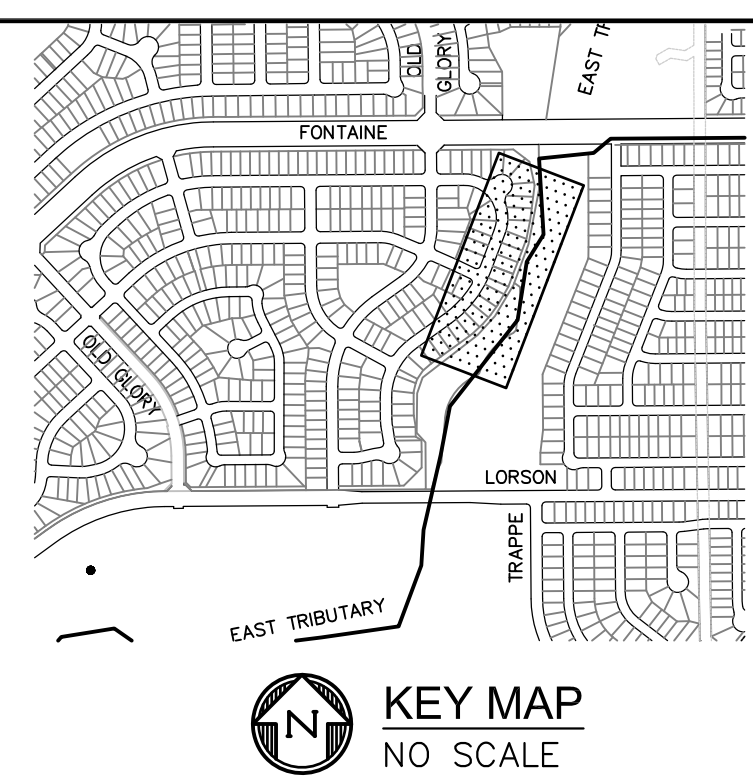 OLD
GLORY
EAST TR
FONTAINE
OLD GLORY
LORSON
TRAPPE
EAST TRIBUTARY
N
KEY MAP
NO SCALE